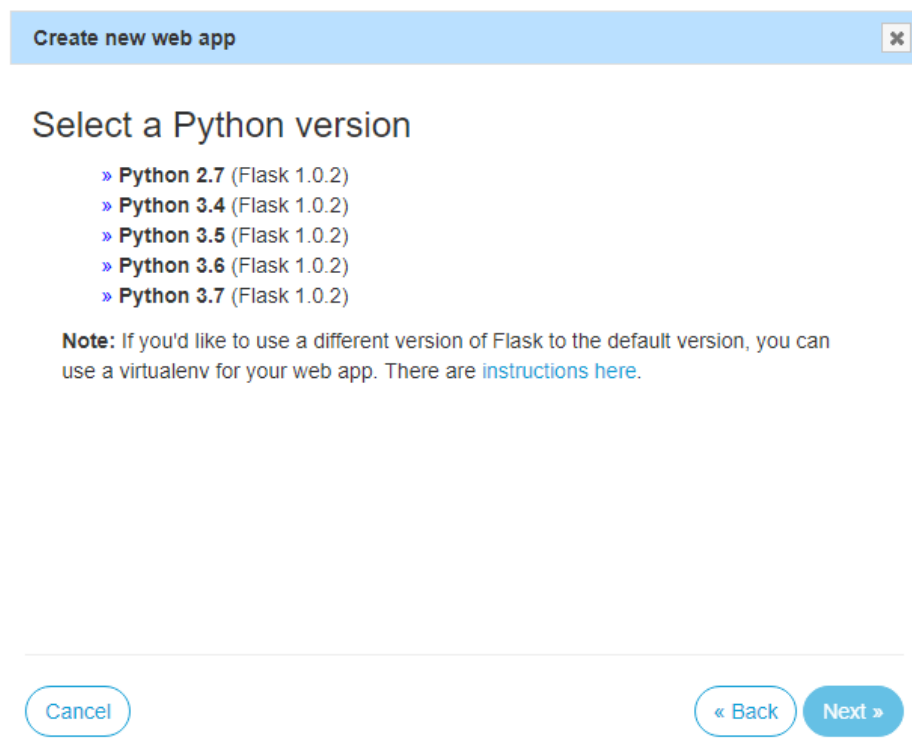 Create new web app
Select a Python version
» Python 2.7 (Flask 1.0.2)
» Python 3.4 (Flask 1.0.2)
» Python 3.5 (Flask 1.0.2)
» Python 3.6 (Flask 1.0.2)
» Python 3.7 (Flask 1.0.2)
Note: If you'd like to use a different version of Flask to the default version, you can
use a virtualenv for your web app. There are instructions here.
Cancel
« Back
Next »